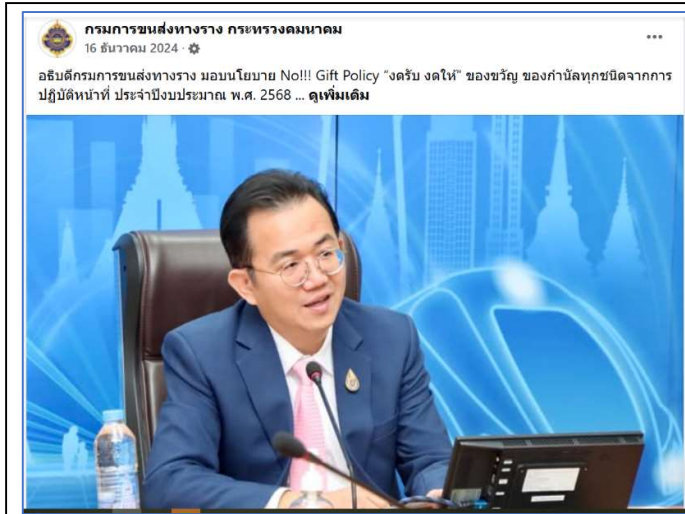 กรมการขนส่งทางราง กระทรวงคมนาคม
16 ธันวาคม 2024 ·
อธิบดีกรมการขนส่งทางราง มอบนโยบาย No!!! Gift Policy “งดรับ งดให้” ของขวัญ ของกำนัลทุกชนิดจากการ
ปฏิบัติหน้าที่ ประจำปีงบประมาณ พ.ศ. 2568 ... ดูเพิ่มเติม